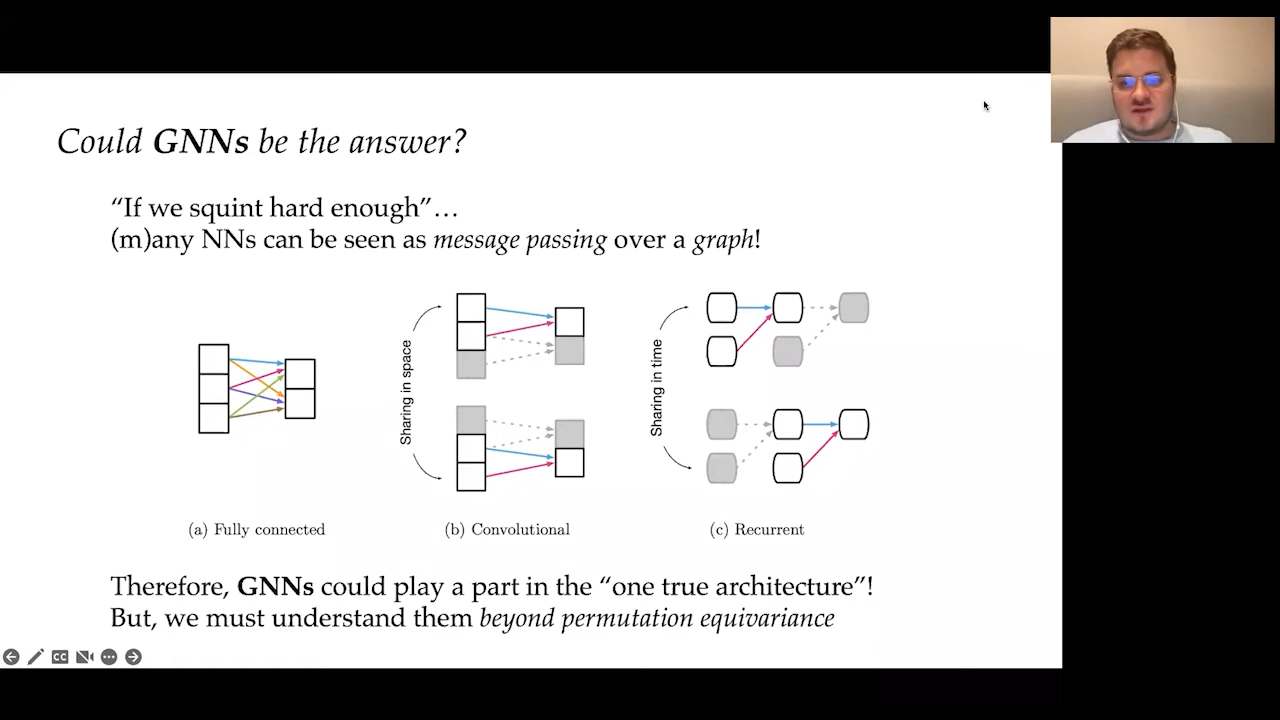 Could GNNs be the answer?
“If we squint hard enough”…
(m)any NNs can be seen as message passing over a graph!
Sharing in space
Sharing in time
(a) Fully connected
(b) Convolutional
(c) Recurrent
Therefore, GNNs could play a part in the “one true architecture”!
But, we must understand them beyond permutation equivariance
CC